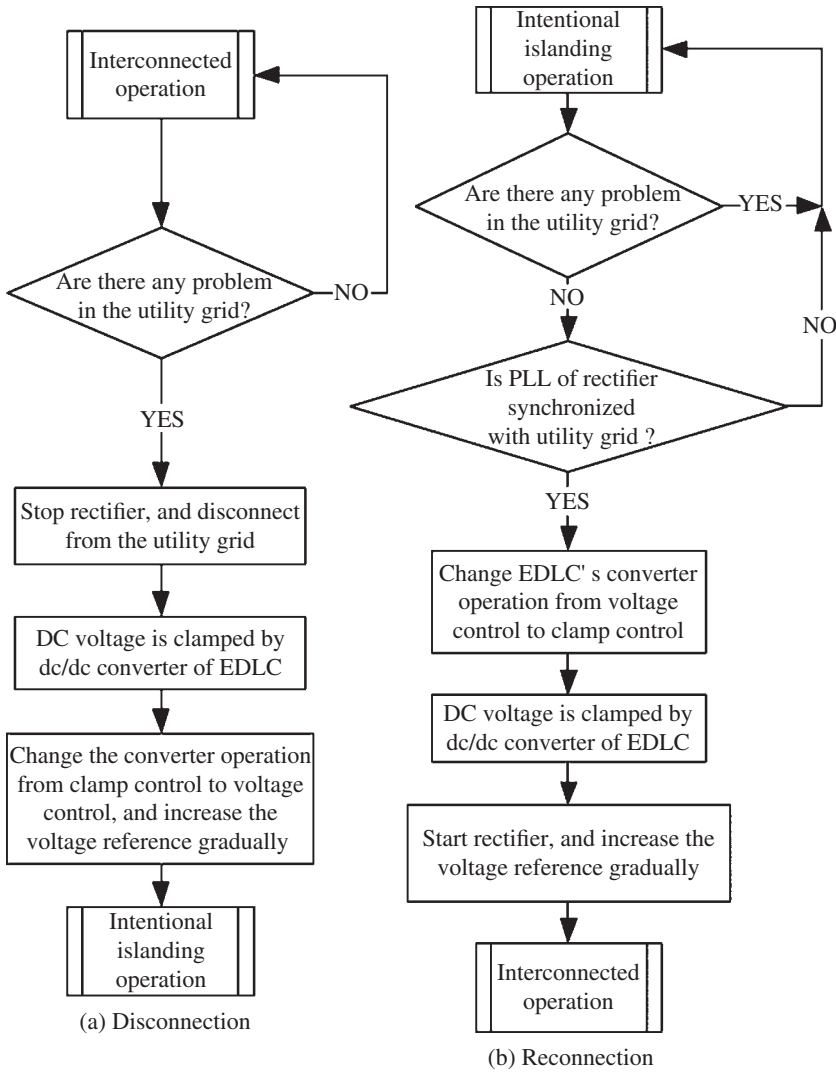 Interconnected
operation
Are there any problem
in the utility grid?
NO
YES
Stop rectifier, and disconnect
from the utility grid
DC voltage is clamped by
dc/dc converter of EDLC
Change the converter operation
from clamp control to voltage
control, and increase the
voltage reference gradually
Intentional
islanding
operation
(a) Disconnection
Intentional
islanding
operation
Are there any problem
in the utility grid?
YES
NO
NO
Is PLL of rectifier
synchronized
with utility grid ?
YES
Change EDLC' s converter
operation from voltage
control to clamp control
DC voltage is clamped by
dc/dc converter of EDLC
Start rectifier, and increase the
voltage reference gradually
Interconnected
operation
(b) Reconnection